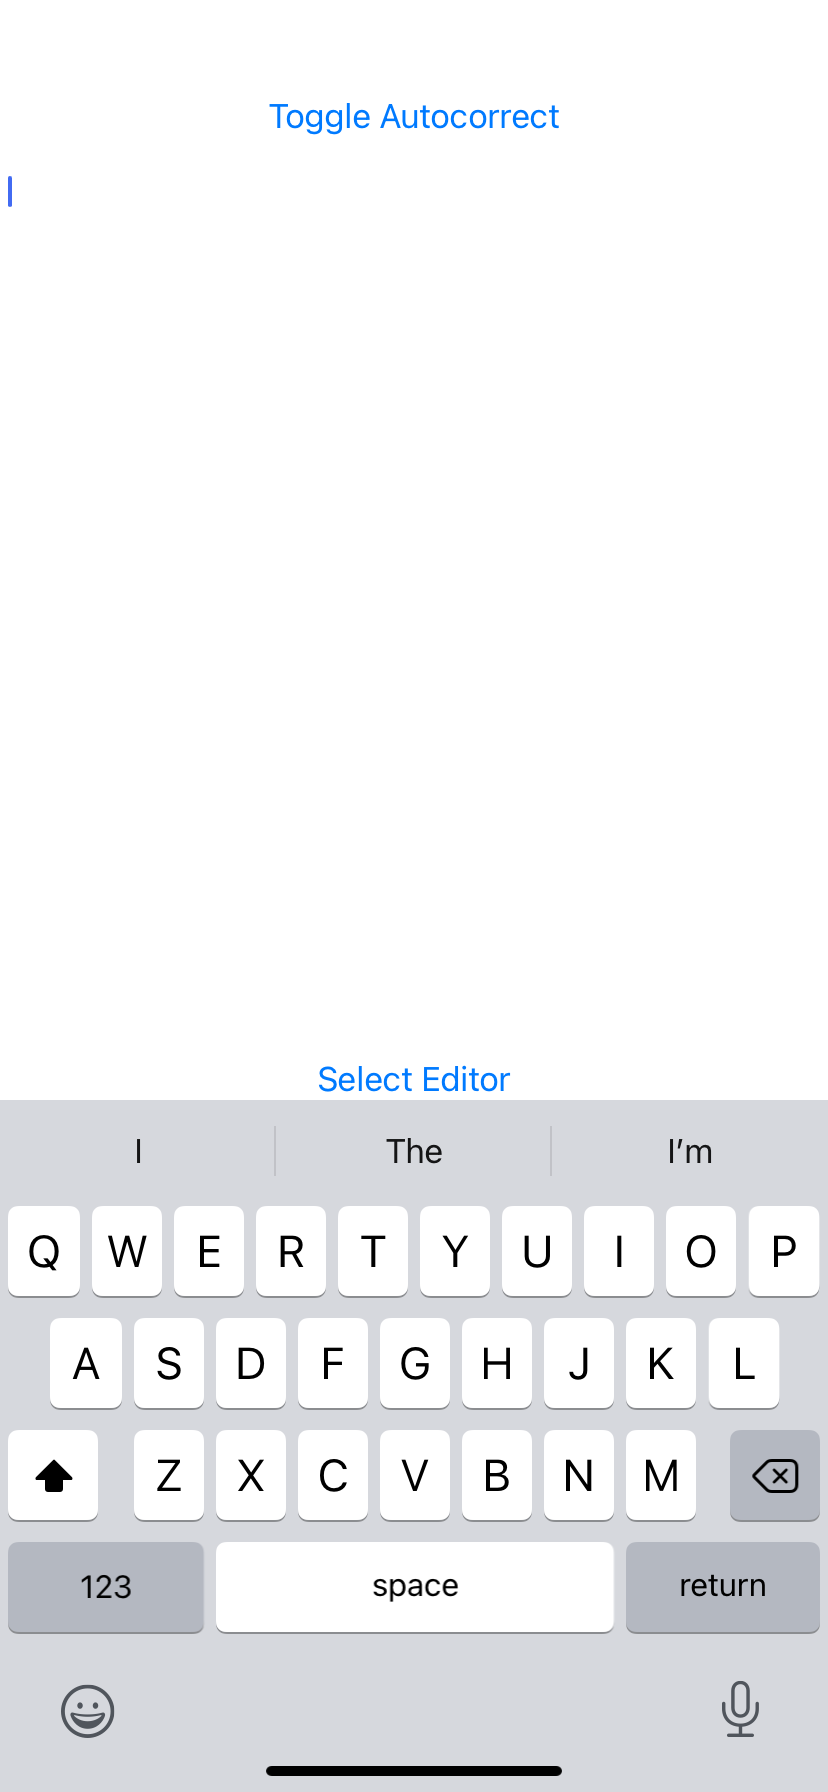 Toggle Autocorrect
Select Editor
I The I’m
Q W E R T Y U I O P
A S D F G H J K L
Z X C V B N M
123 space return